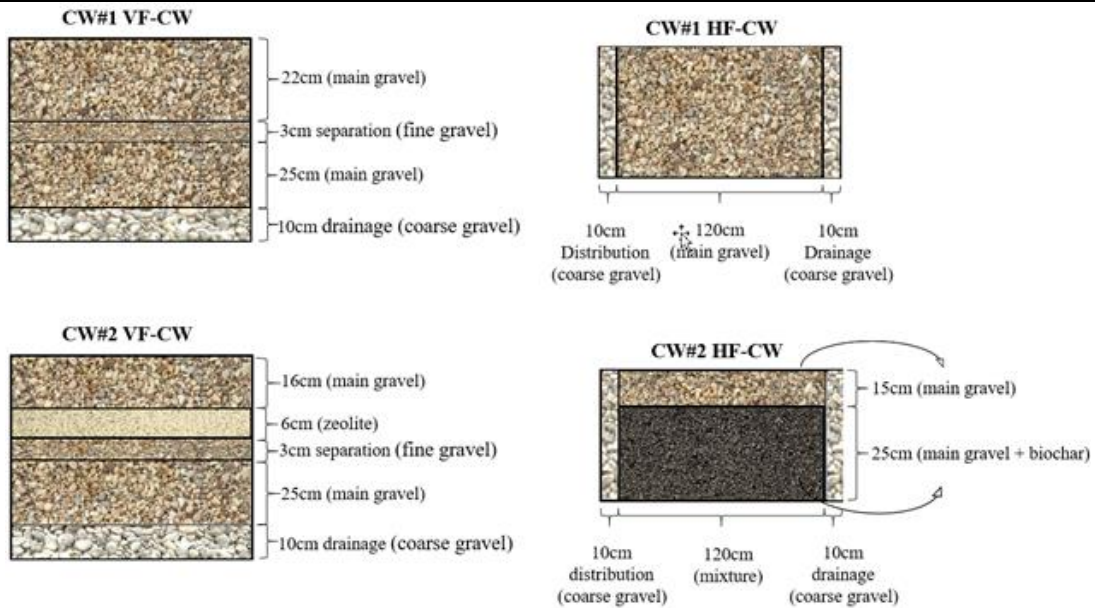 CW#1 VF-CW
22cm (main gravel)
3cm separation (fine gravel)
25cm (main gravel)
10cm drainage (coarse gravel)
CW#1 HF-CW
10cm
Distribution
(coarse gravel)
120cm
(main gravel)
10cm
Drainage
(coarse gravel)
CW#2 VF-CW
16cm (main gravel)
6cm (zeolite)
3cm separation (fine gravel)
25cm (main gravel)
10cm drainage (coarse gravel)
CW#2 HF-CW
15cm (main gravel)
25cm (main gravel + biochar)
10cm
distribution
(coarse gravel)
120cm
(mixture)
10cm
drainage
(coarse gravel)